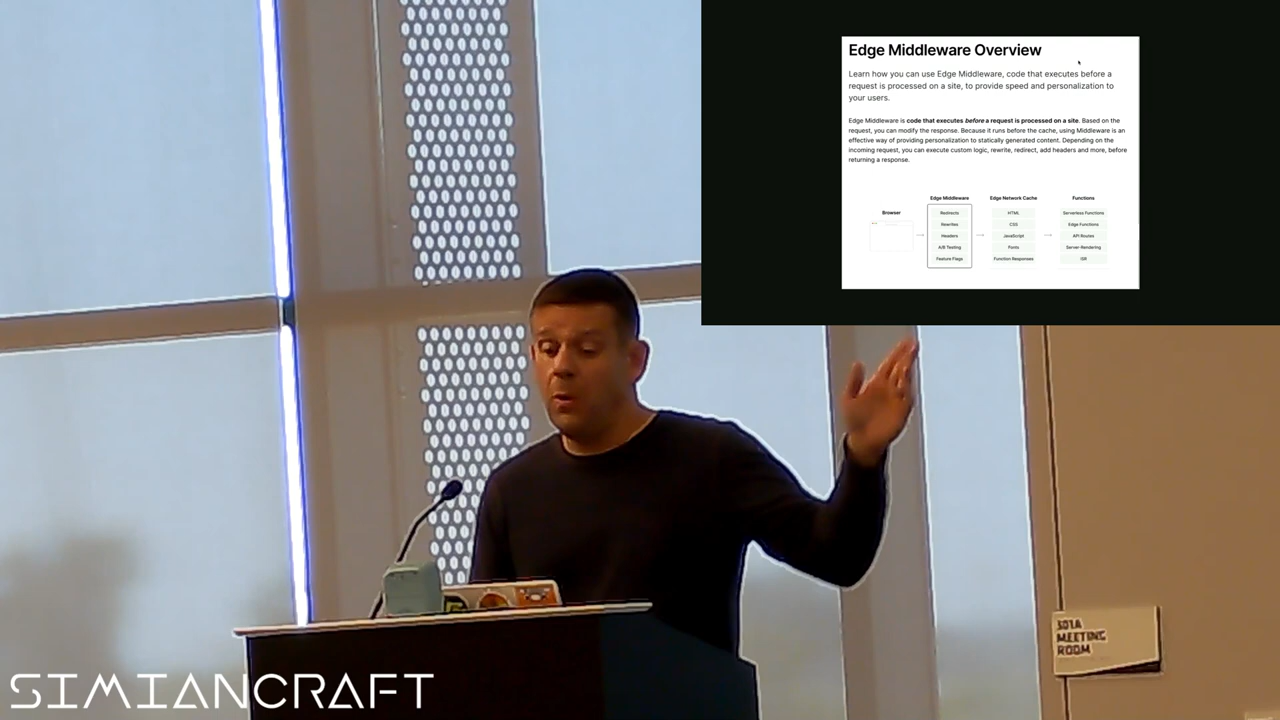 Edge Middleware Overview
Learn how you can use Edge Middleware, code that executes before a
request is processed on a site, to provide speed and personalization to
your users.
Edge Middleware is code that executes before a request is processed on a site. Based on the
request, you can modify the response. Because it runs before the cache, using Middleware is an
effective way of providing personalization to statically generated content. Depending on the
incoming request, you can execute custom logic, rewrite, redirect, add headers and more, before
returning a response.
Browser
Edge Middleware
Redirects
Rewrites
Headers
A/B Testing
Feature Flags
Edge Network Cache
HTML
CSS
JavaScript
Fonts
Function Responses
Functions
Serverless Functions
Edge Functions
API Routes
Server-Rendering
ISR
301A
MEETING
ROOM
SIMIANCRAFT